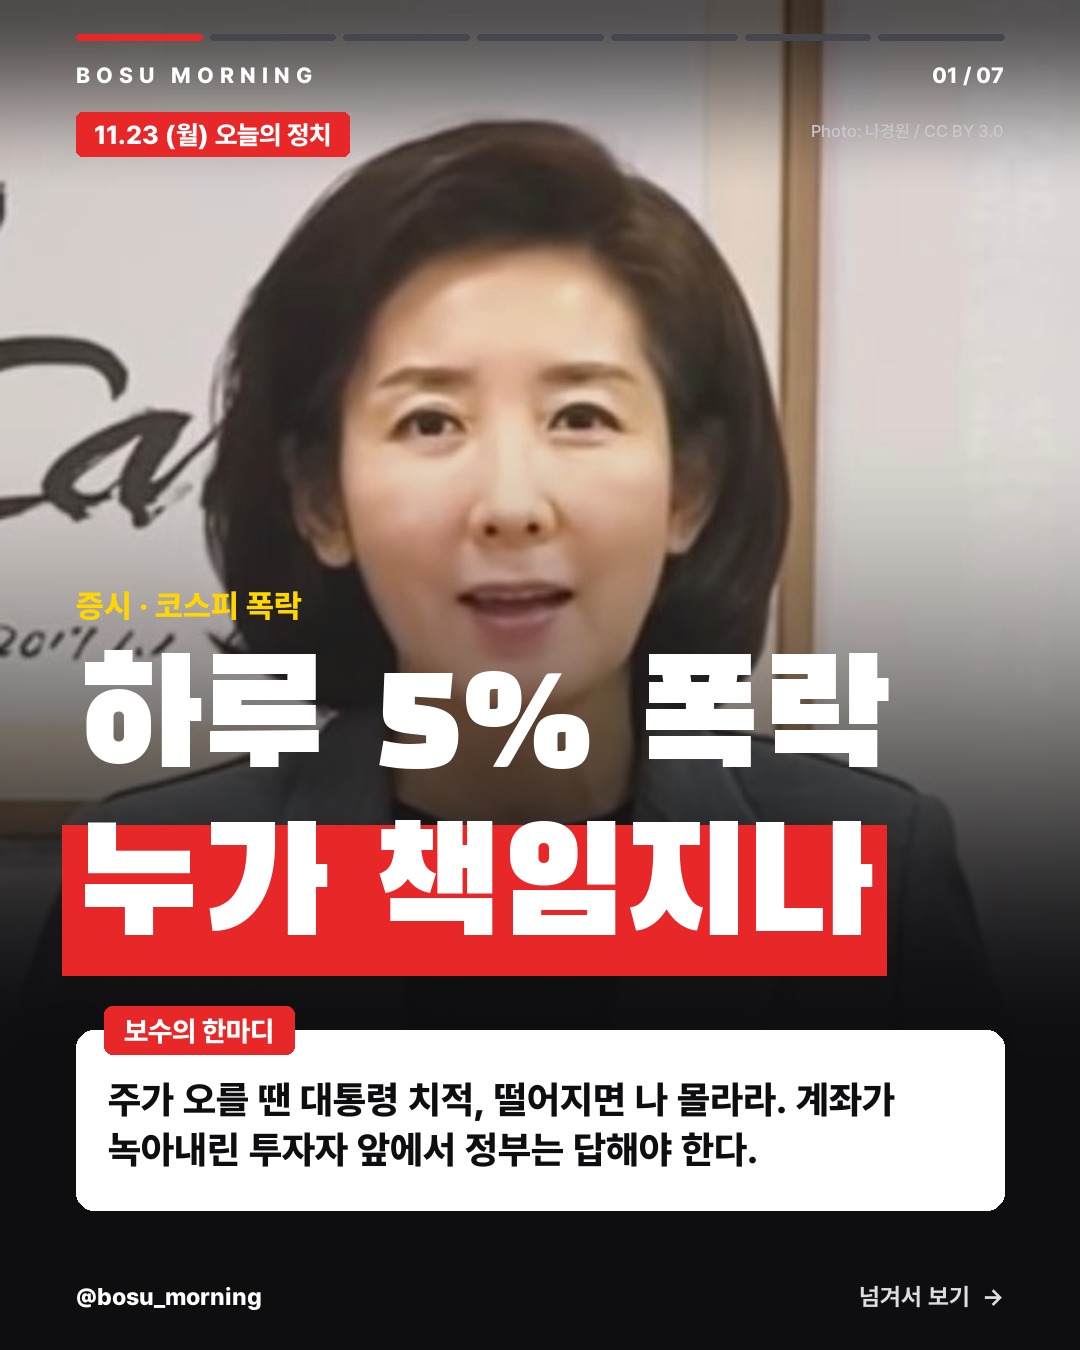 BOSU MORNING
01 / 07
11.23 (월) 오늘의 정치
Photo: 나경원 / CC BY 3.0
증시 · 코스피 폭락
2017
하루 5% 폭락
누가 책임지나
보수의 한마디
주가 오를 땐 대통령 치적, 떨어지면 나 몰라라. 계좌가
녹아내린 투자자 앞에서 정부는 답해야 한다.
@bosu_morning
넘겨서 보기 →